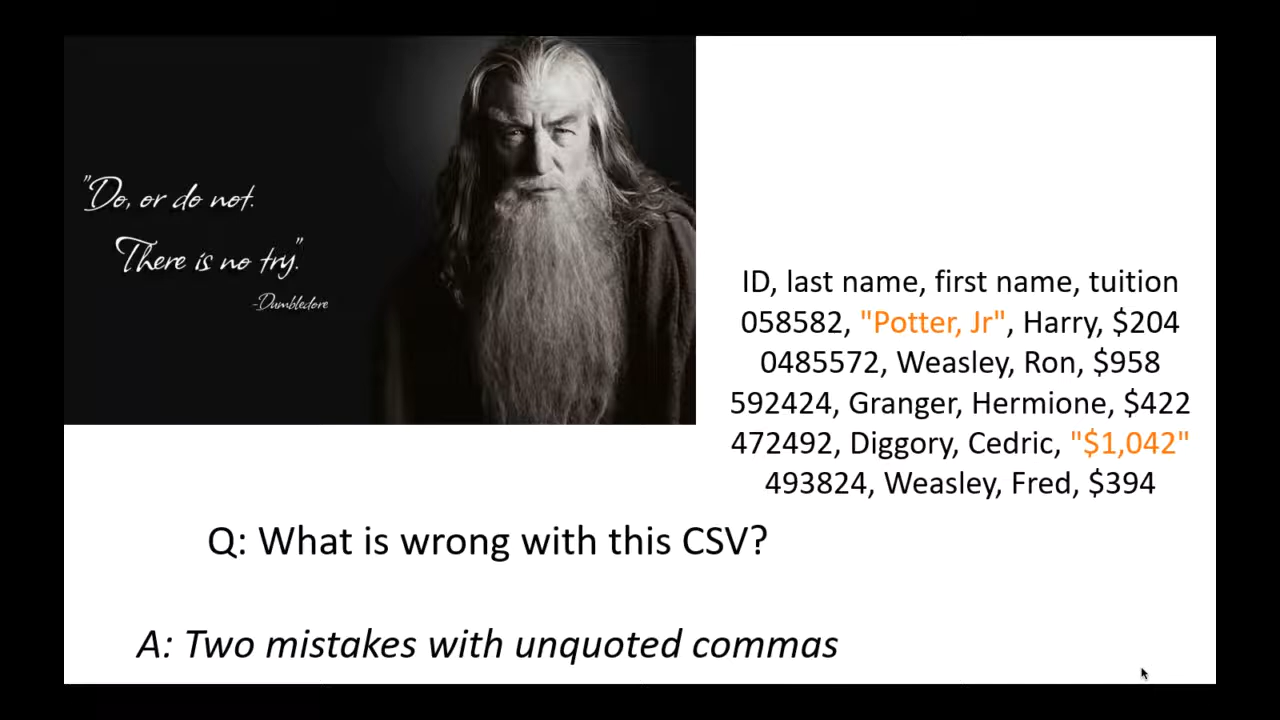 "Do, or do not.
There is no try."
-Dumbledore
ID, last name, first name, tuition
058582, "Potter, Jr", Harry, $204
0485572, Weasley, Ron, $958
592424, Granger, Hermione, $422
472492, Diggory, Cedric, "$1,042"
493824, Weasley, Fred, $394
Q: What is wrong with this CSV?
A: Two mistakes with unquoted commas